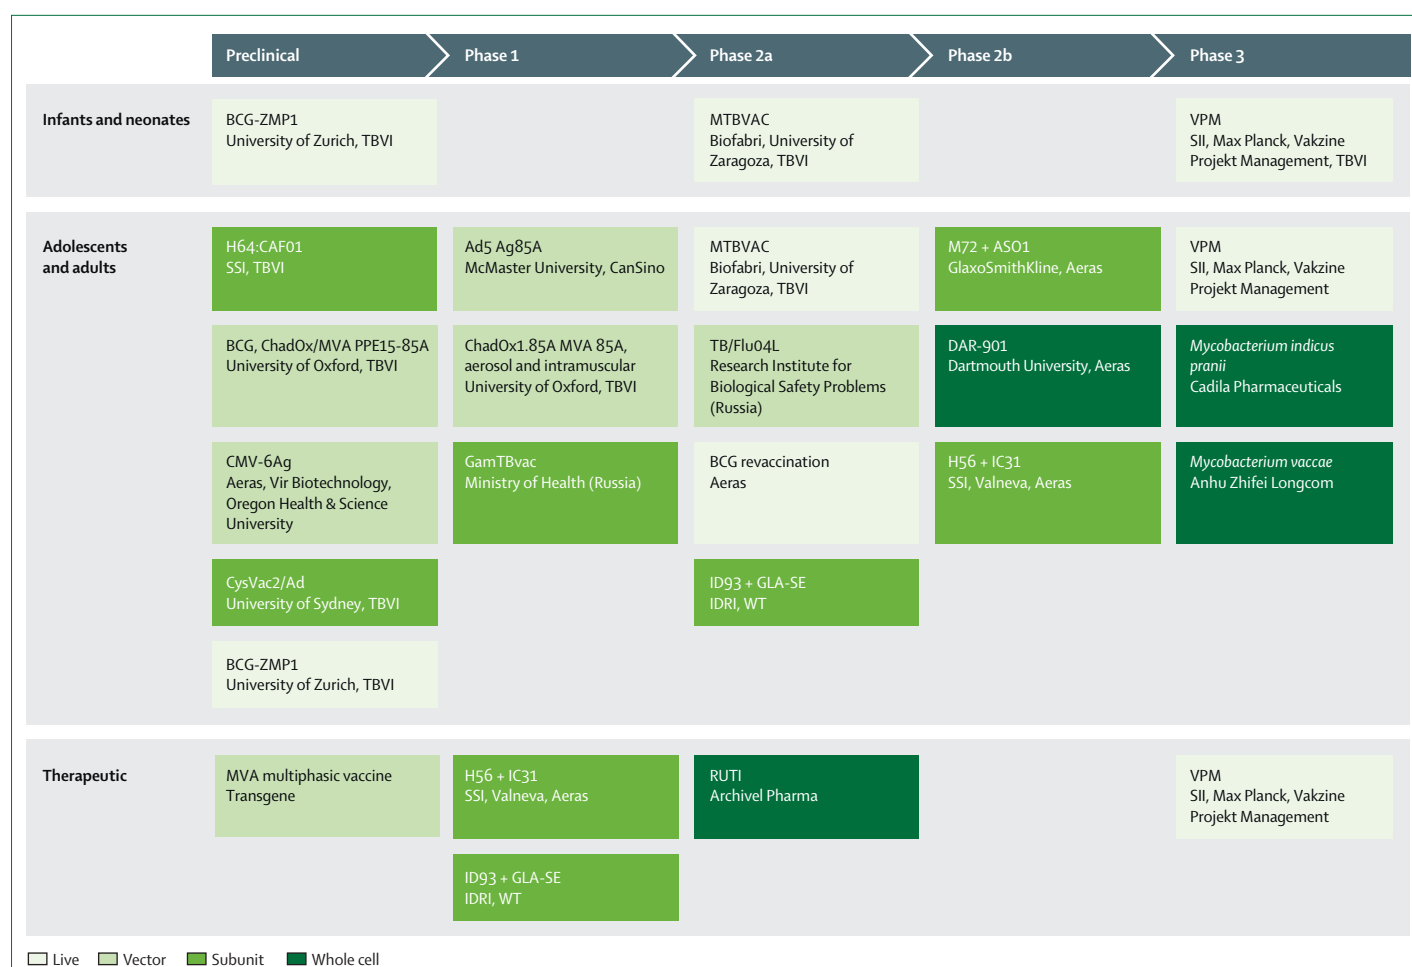 Preclinical
Phase 1
Phase 2a
Phase 2b
Phase 3
Infants and neonates
BCG-ZMP1
University of Zurich, TBVI
MTBVAC
Biofabri, University of
Zaragoza, TBVI
VPM
SII, Max Planck, Vakzine
Projekt Management, TBVI
Adolescents
and adults
H64:CAF01
SSI, TBVI
Ad5 Ag85A
McMaster University, CanSino
MTBVAC
Biofabri, University of
Zaragoza, TBVI
M72 + ASO1
GlaxoSmithKline, Aeras
VPM
SII, Max Planck, Vakzine
Projekt Management
BCG, ChadOx/MVA PPE15-85A
University of Oxford, TBVI
ChadOx1.85A MVA 85A,
aerosol and intramuscular
University of Oxford, TBVI
TB/Flu04L
Research Institute for
Biological Safety Problems
(Russia)
DAR-901
Dartmouth University, Aeras
Mycobacterium indicus
pranii
Cadila Pharmaceuticals
CMV-6Ag
Aeras, Vir Biotechnology,
Oregon Health & Science
University
GamTBvac
Ministry of Health (Russia)
BCG revaccination
Aeras
H56 + IC31
SSI, Valneva, Aeras
Mycobacterium vaccae
Anhu Zhifei Longcom
CysVac2/Ad
University of Sydney, TBVI
ID93 + GLA-SE
IDRI, WT
BCG-ZMP1
University of Zurich, TBVI
Therapeutic
MVA multiphasic vaccine
Transgene
H56 + IC31
SSI, Valneva, Aeras
RUTI
Archivel Pharma
VPM
SII, Max Planck, Vakzine
Projekt Management
ID93 + GLA-SE
IDRI, WT
Live
Vector
Subunit
Whole cell